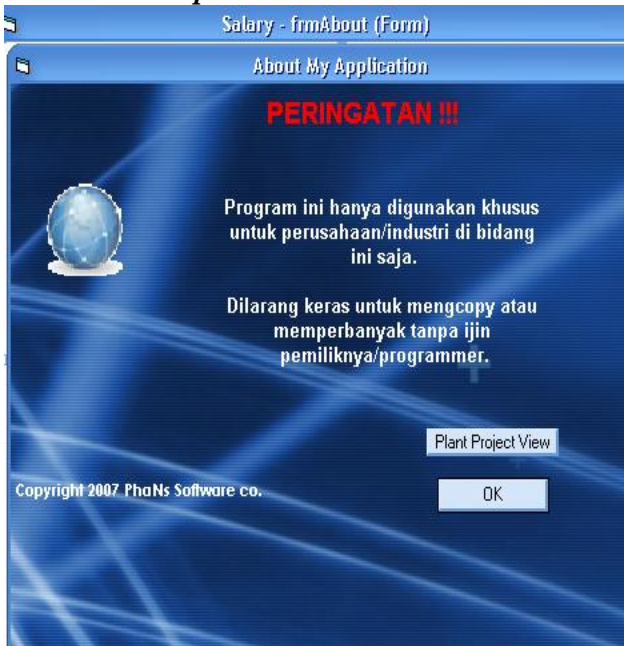 Salary - frmAbout (Form)
About My Application
PERINGATAN !!!
Program ini hanya digunakan khusus
untuk perusahaan/industri di bidang
ini saja.
Dilarang keras untuk mengcopy atau
memperbanyak tanpa ijin
pemiliknya/programmer.
Plant Project View
Copyright 2007 PhaNs Software co.
OK